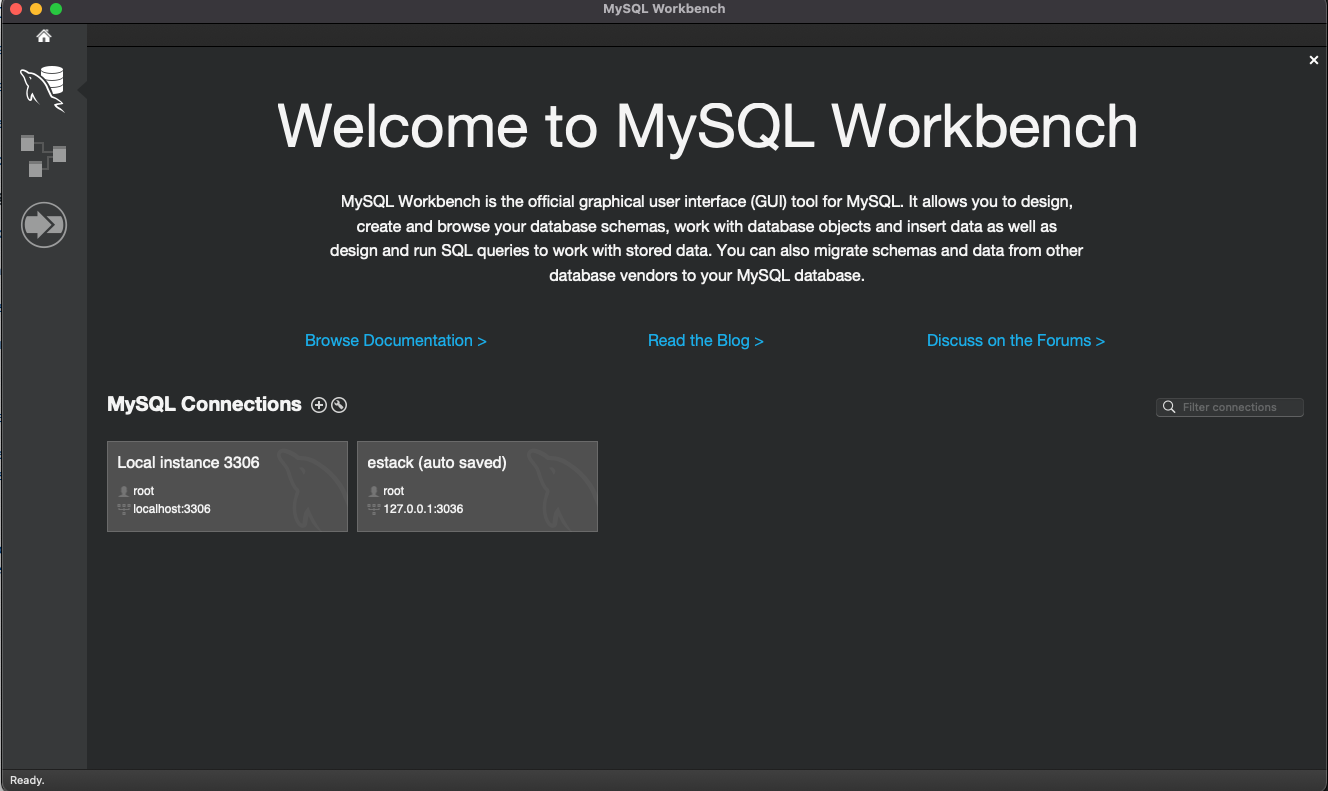 MySQL Workbench
Welcome to MySQL Workbench
MySQL Workbench is the official graphical user interface (GUI) tool for MySQL. It allows you to design,
create and browse your database schemas, work with database objects and insert data as well as
design and run SQL queries to work with stored data. You can also migrate schemas and data from other
database vendors to your MySQL database.
Browse Documentation >
Read the Blog >
Discuss on the Forums >
MySQL Connections
Filter connections
Local instance 3306
root
localhost:3306
estack (auto saved)
root
127.0.0.1:3036
Ready.